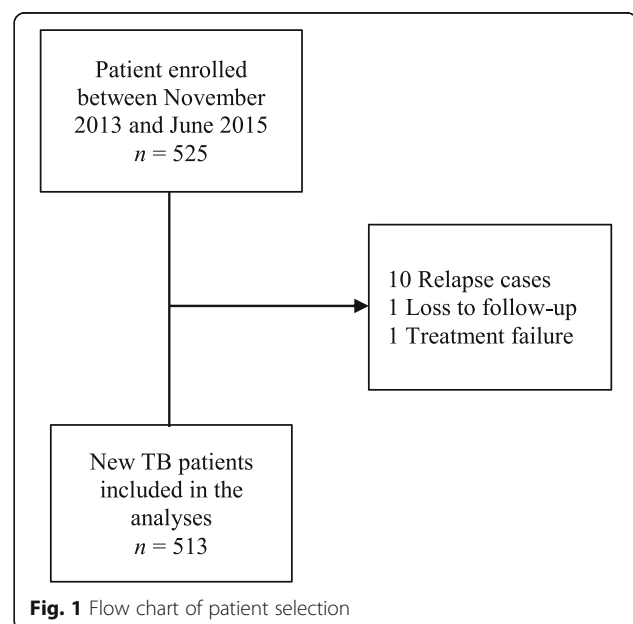 Patient enrolled
between November
2013 and June 2015
n = 525
10 Relapse cases
1 Loss to follow-up
1 Treatment failure
New TB patients
included in the
analyses
n = 513
Fig. 1 Flow chart of patient selection